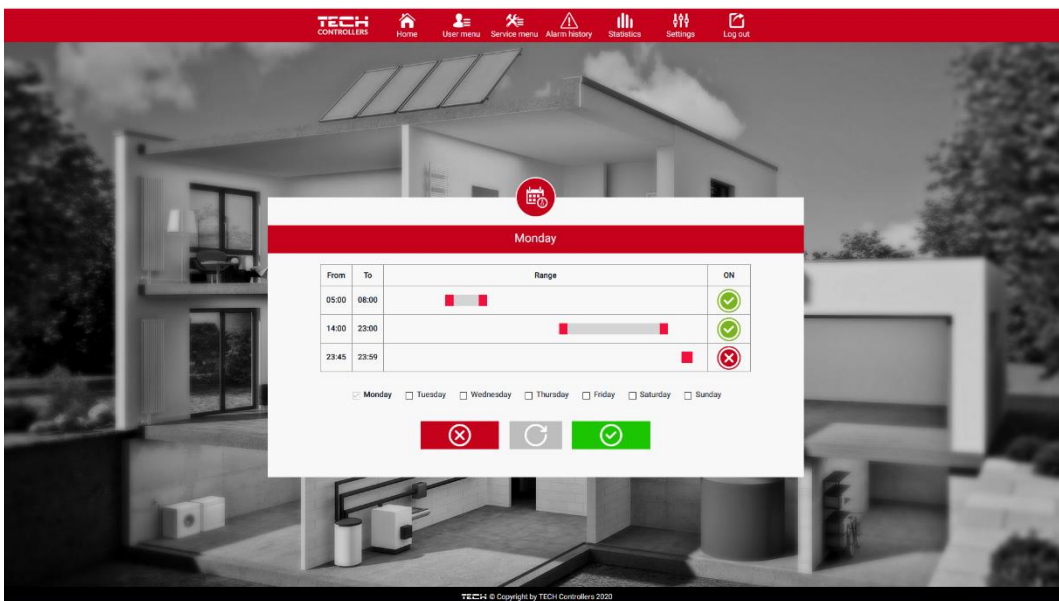 TECH CONTROLLERS
Home User menu Service menu Alarm history Statistics Settings Log out
Monday
From To Range ON
05:00 08:00
14:00 23:00
23:45 23:59
Monday Tuesday Wednesday Thursday Friday Saturday Sunday
TECH © Copyright by TECH Controllers 2020